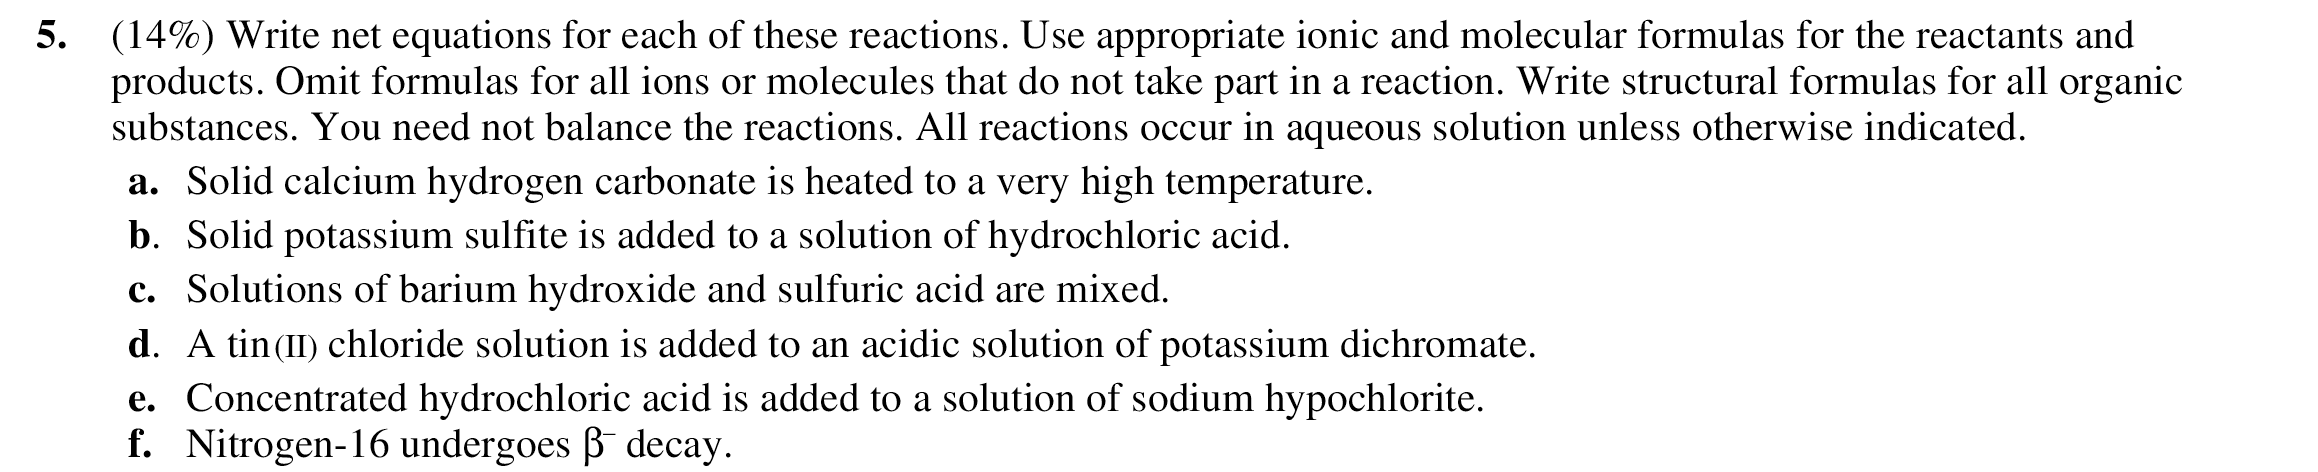 5. (14%) Write net equations for each of these reactions. Use appropriate ionic and molecular formulas for the reactants and
products. Omit formulas for all ions or molecules that do not take part in a reaction. Write structural formulas for all organic
substances. You need not balance the reactions. All reactions occur in aqueous solution unless otherwise indicated.
a. Solid calcium hydrogen carbonate is heated to a very high temperature.
b. Solid potassium sulfite is added to a solution of hydrochloric acid.
c. Solutions of barium hydroxide and sulfuric acid are mixed.
d. A tin(II) chloride solution is added to an acidic solution of potassium dichromate.
e. Concentrated hydrochloric acid is added to a solution of sodium hypochlorite.
f. Nitrogen-16 undergoes β⁻ decay.